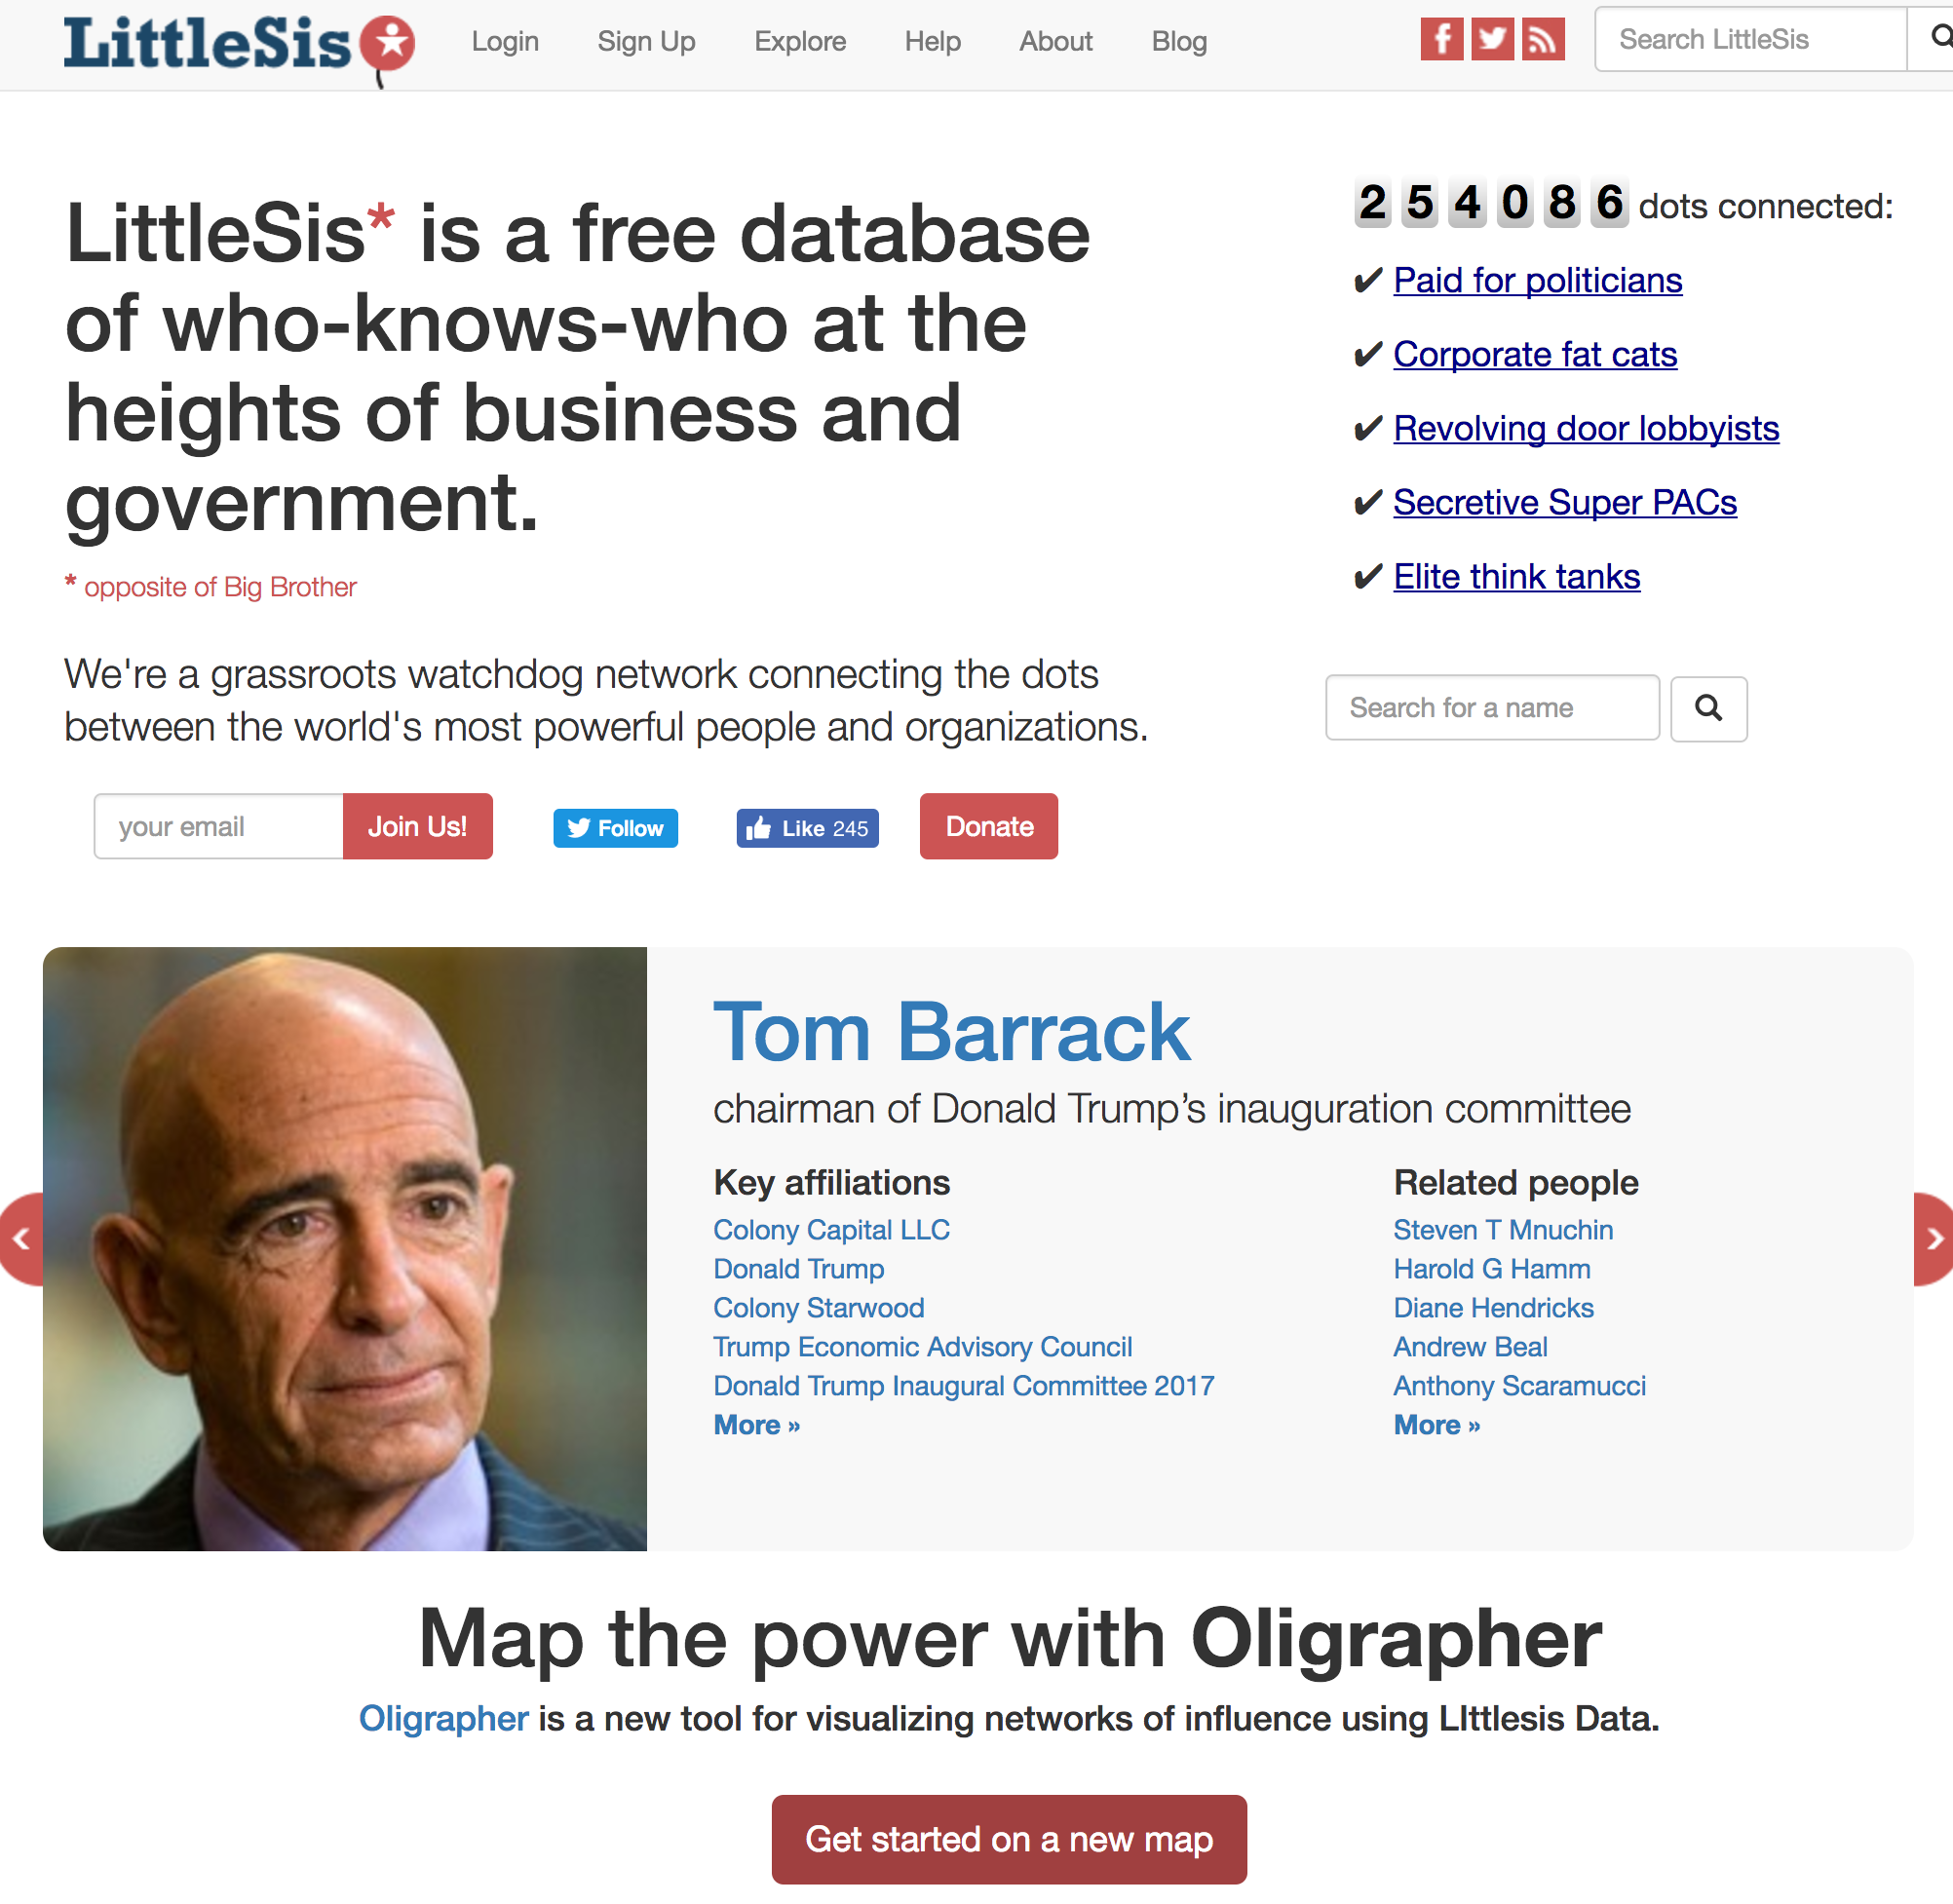 LittleSis
Login Sign Up Explore Help About Blog
Search LittleSis
LittleSis* is a free database
of who-knows-who at the
heights of business and
government.
* opposite of Big Brother
We're a grassroots watchdog network connecting the dots
between the world's most powerful people and organizations.
your email Join Us! Follow Like 245 Donate
254086 dots connected:
✔ Paid for politicians
✔ Corporate fat cats
✔ Revolving door lobbyists
✔ Secretive Super PACs
✔ Elite think tanks
Search for a name
Tom Barrack
chairman of Donald Trump’s inauguration committee
Key affiliations
Colony Capital LLC
Donald Trump
Colony Starwood
Trump Economic Advisory Council
Donald Trump Inaugural Committee 2017
More »
Related people
Steven T Mnuchin
Harold G Hamm
Diane Hendricks
Andrew Beal
Anthony Scaramucci
More »
Map the power with Oligrapher
Oligrapher is a new tool for visualizing networks of influence using LIttlesis Data.
Get started on a new map